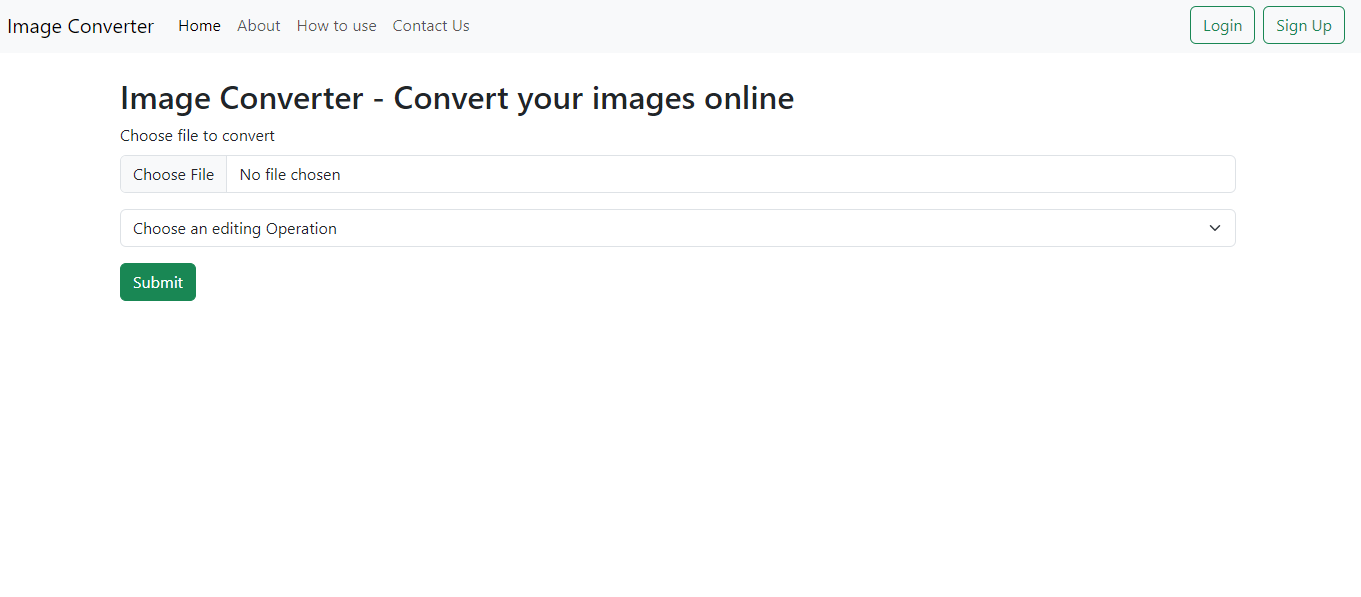 Image Converter Home About How to use Contact Us Login Sign Up
Image Converter - Convert your images online
Choose file to convert
Choose File No file chosen
Choose an editing Operation
Submit